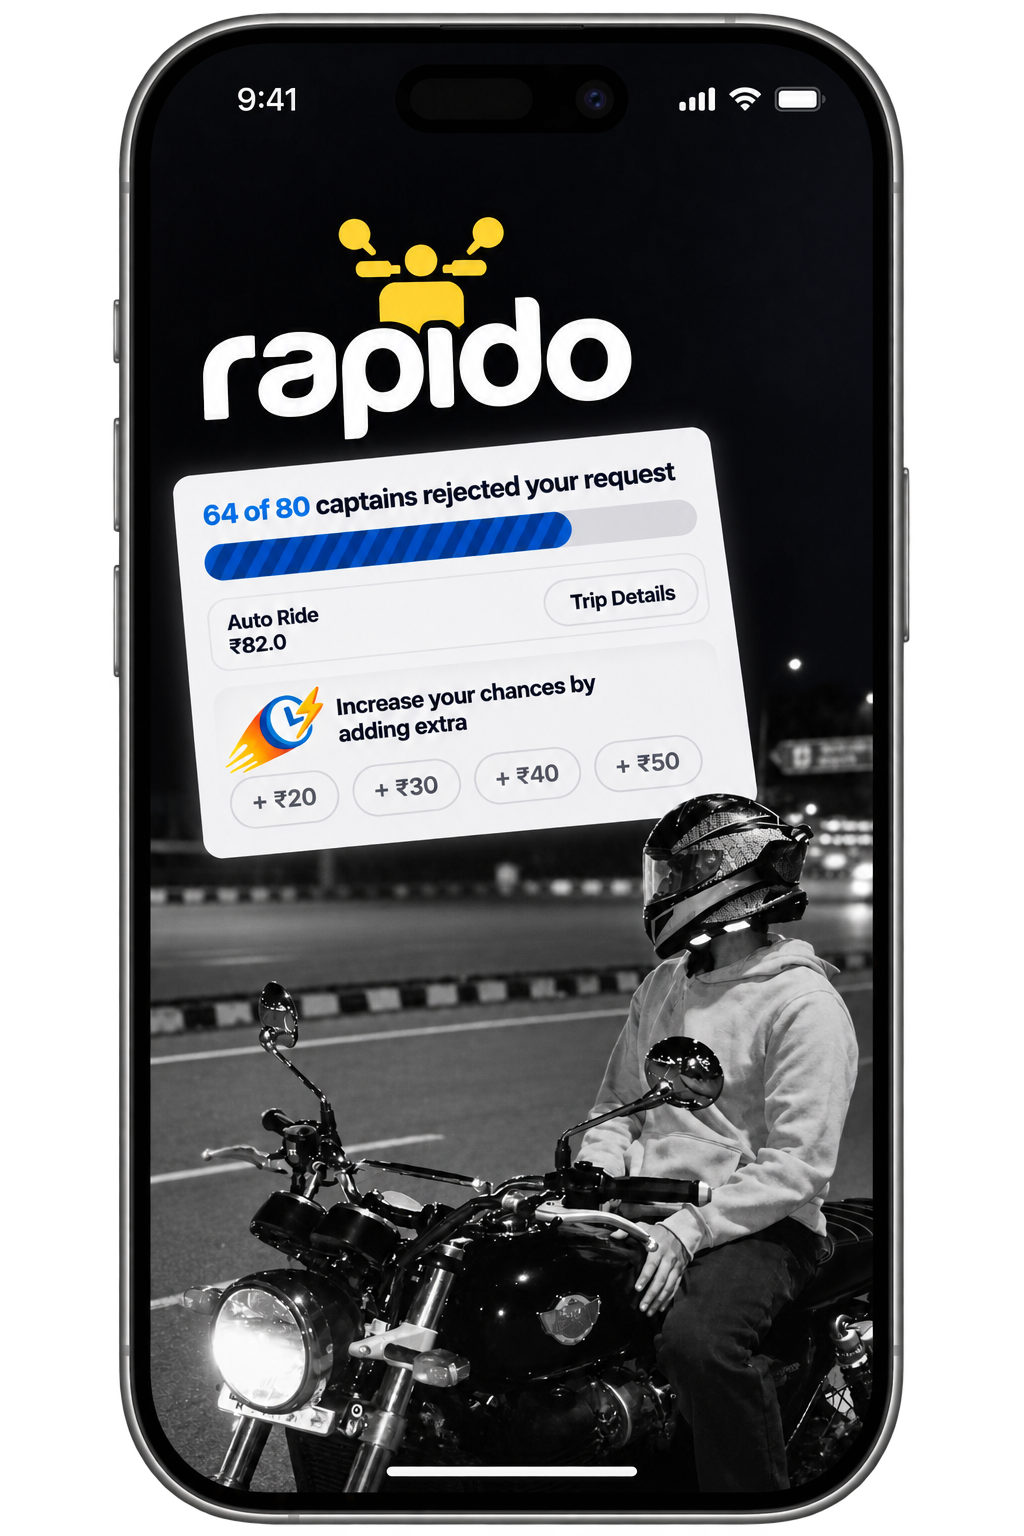 9:41
rapido
64 of 80 captains rejected your request
Auto Ride
₹82.0
Trip Details
Increase your chances by
adding extra
+ ₹20
+ ₹30
+ ₹40
+ ₹50